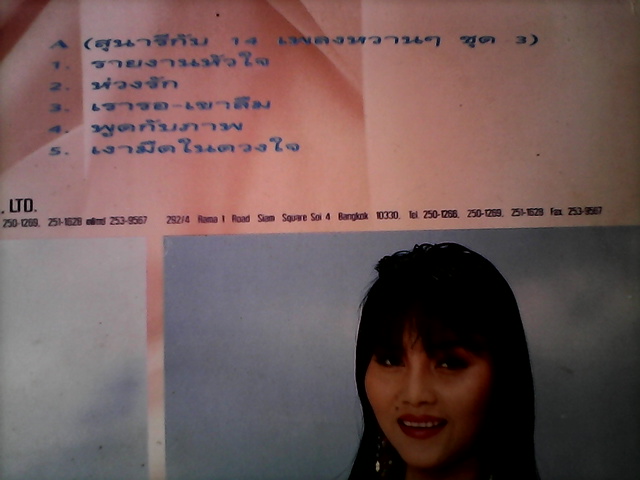 A (สุนารีกับ 14 เพลงหวานๆ ชุด 3)
1. รายงานหัวใจ
2. ห่วงรัก
3. เรารอ-เขาลืม
4. พูดกับภาพ
5. เงามืดในดวงใจ
. LTD.
250-1269, 251-1628 แฟกซ์ 253-9567
292/4 Rama 1 Road Siam Square Soi 4 Bangkok 10330. Tel. 250-1268, 250-1269, 251-1628 Fax. 253-9567